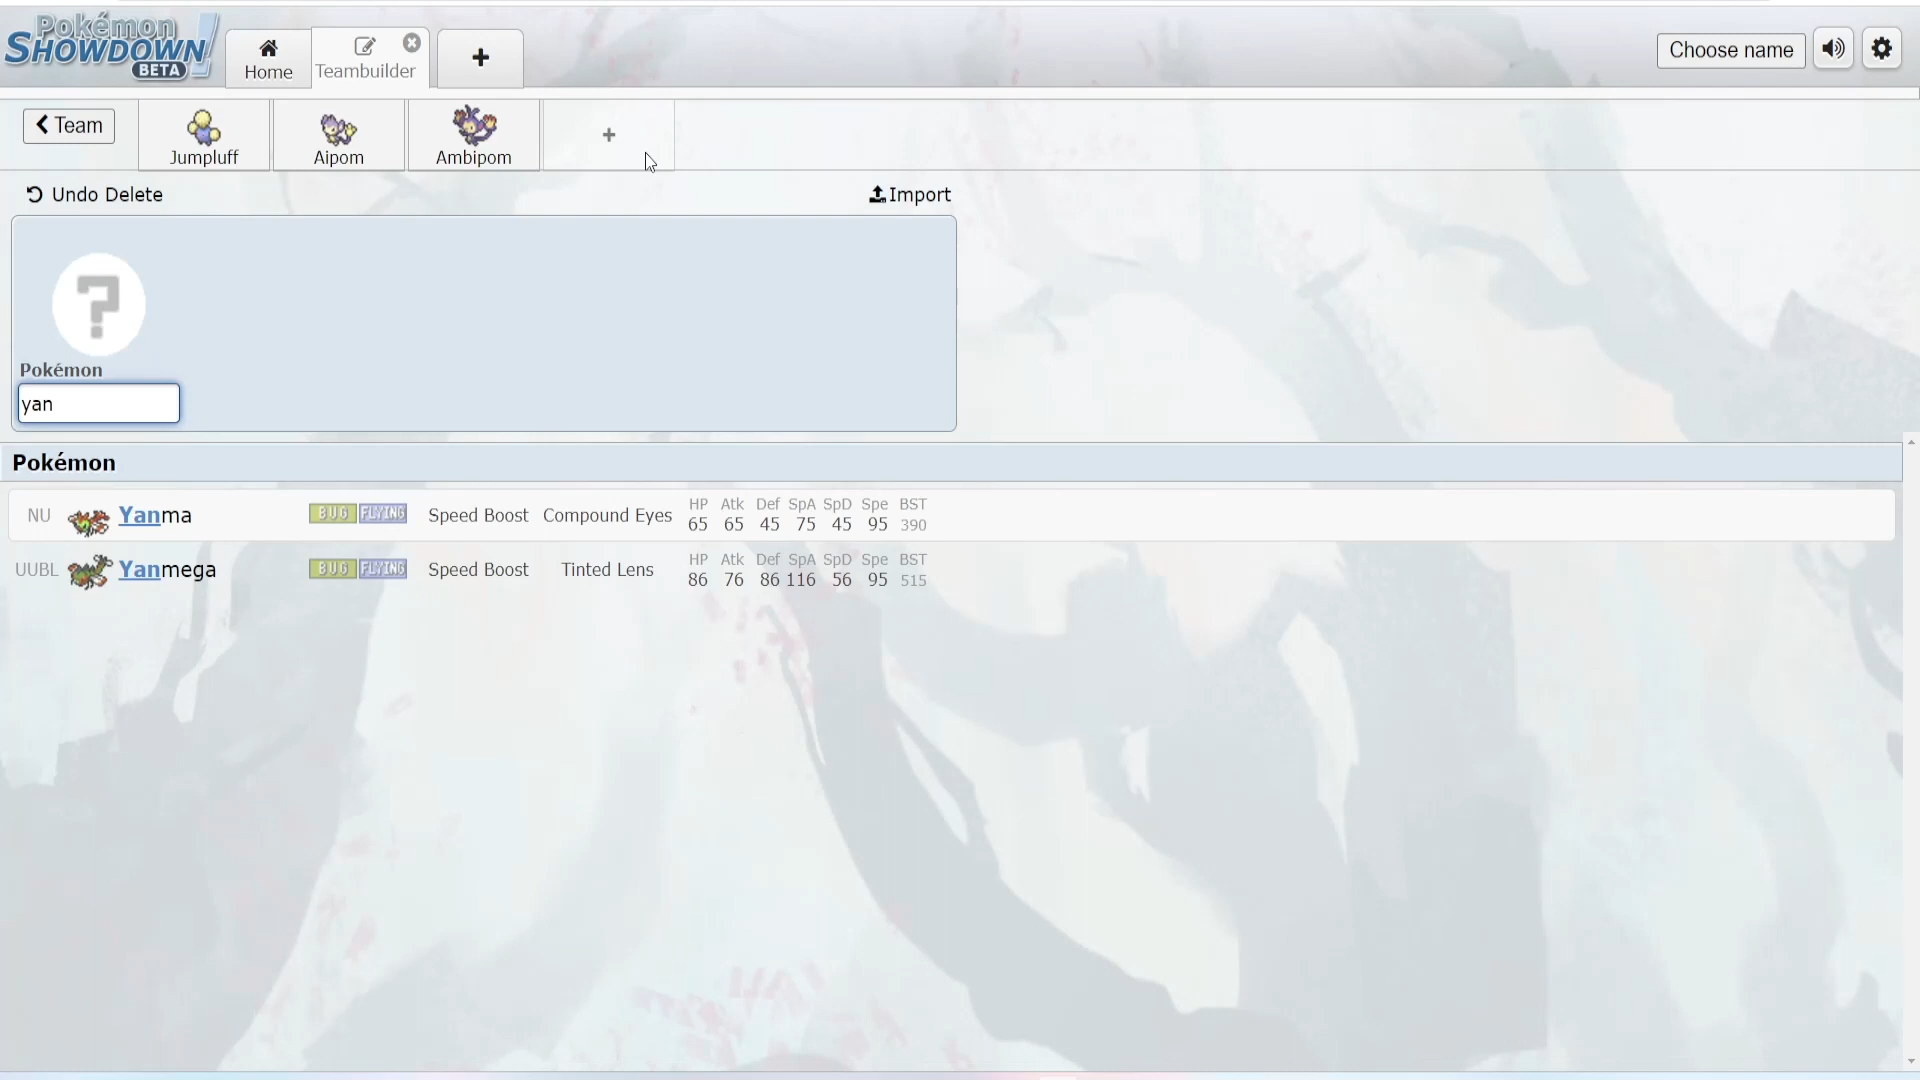 Pokémon
SHOWDOWN!
BETA
Home
Teambuilder
+
Choose name
Team
Jumpluff
Aipom
Ambipom
+
Undo Delete
Import
?
Pokémon
yan
Pokémon
NU Yanma BUG FLYING Speed Boost Compound Eyes HP 65 Atk 65 Def 45 SpA 75 SpD 45 Spe 95 BST 390
UUBL Yanmega BUG FLYING Speed Boost Tinted Lens HP 86 Atk 76 Def 86 SpA 116 SpD 56 Spe 95 BST 515